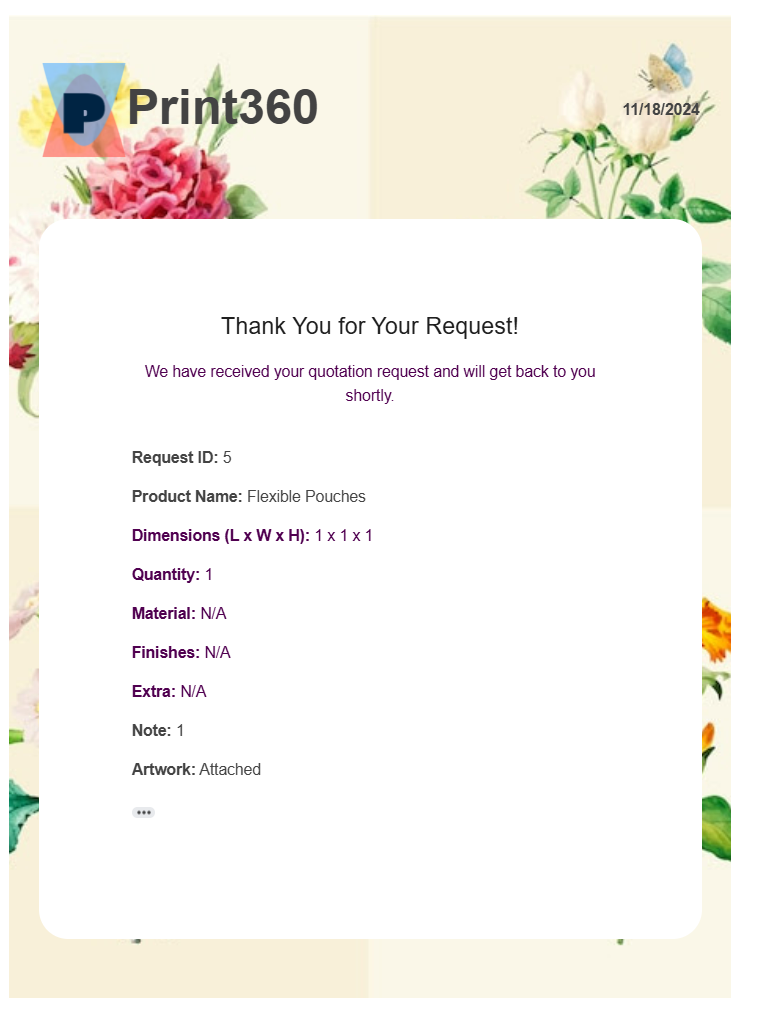 P
Print360
11/18/2024
Thank You for Your Request!
We have received your quotation request and will get back to you
shortly.
Request ID: 5
Product Name: Flexible Pouches
Dimensions (L x W x H): 1 x 1 x 1
Quantity: 1
Material: N/A
Finishes: N/A
Extra: N/A
Note: 1
Artwork: Attached